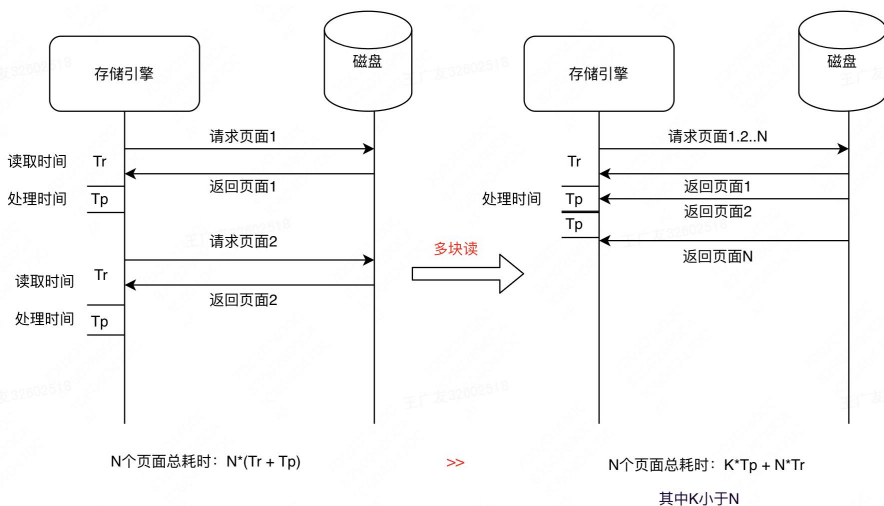 存储引擎
磁盘
请求页面1
读取时间
Tr
返回页面1
处理时间
Tp
请求页面2
Tr
读取时间
返回页面2
处理时间
Tp
N个页面总耗时：N*(Tr + Tp)
多块读
>>
存储引擎
磁盘
请求页面1.2..N
Tr
返回页面1
处理时间
Tp
返回页面2
Tp
返回页面N
N个页面总耗时：K*Tp + N*Tr
其中K小于N